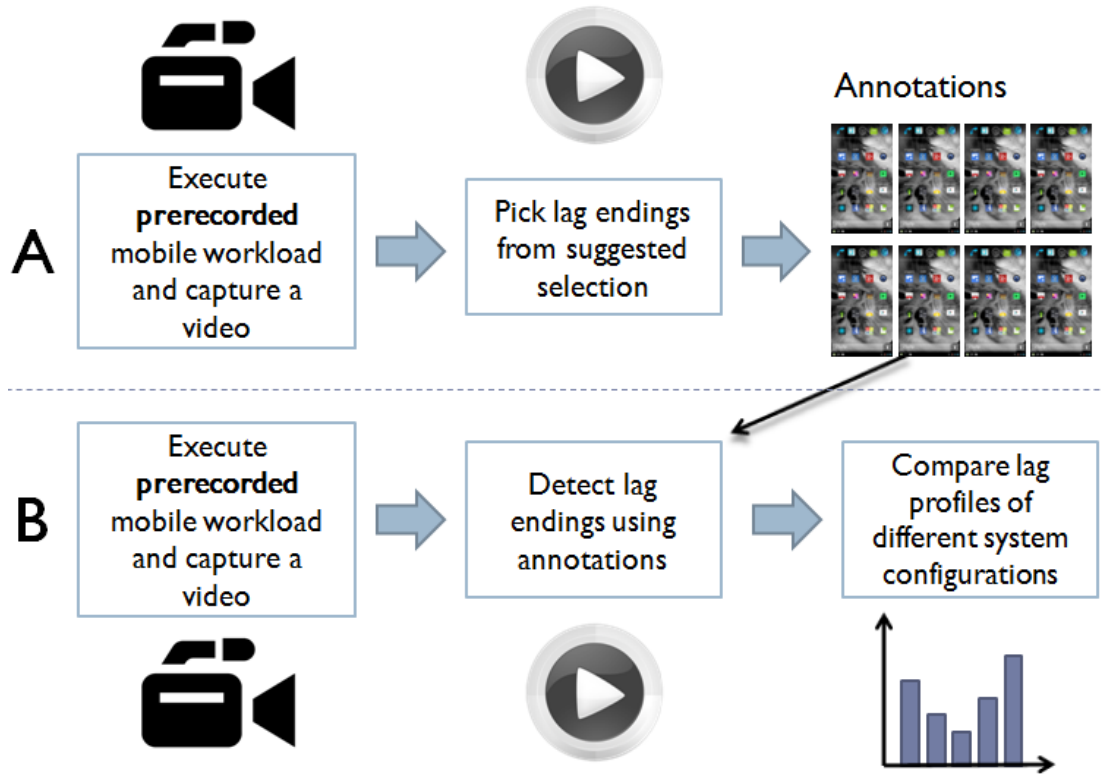 Annotations
A
Execute
prerecorded
mobile workload
and capture a
video
Pick lag endings
from suggested
selection
B
Execute
prerecorded
mobile workload
and capture a
video
Detect lag
endings using
annotations
Compare lag
profiles of
different system
configurations